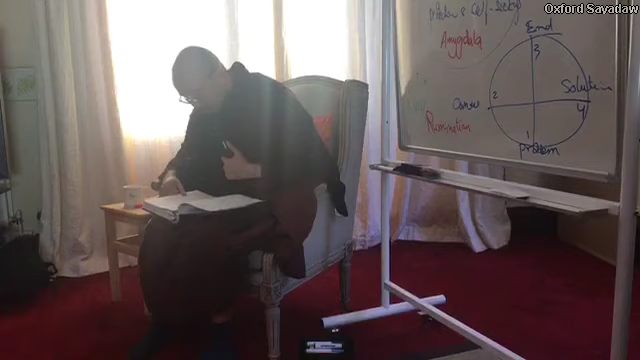 Oxford Sayadaw
Amygdala
End
3
Solution
2
4
Rumination
1
problem